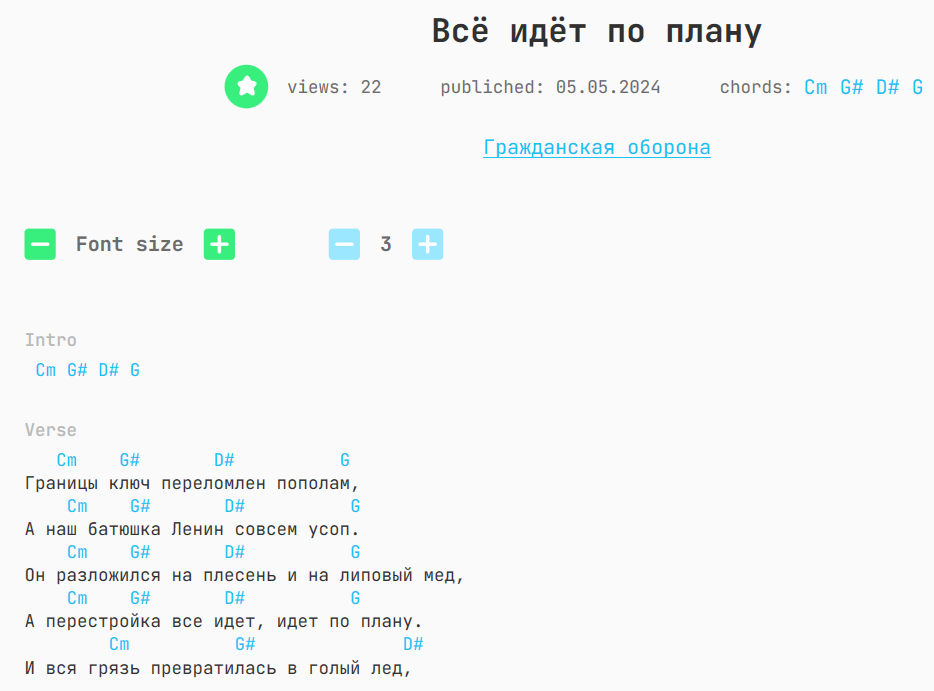 Всё идёт по плану
views: 22 publiched: 05.05.2024 chords: Cm G# D# G
Гражданская оборона
Font size 3
Intro
Cm G# D# G
Verse
Cm G# D# G
Границы ключ переломлен пополам,
Cm G# D# G
А наш батюшка Ленин совсем усоп.
Cm G# D# G
Он разложился на плесень и на липовый мед,
Cm G# D# G
А перестройка все идет, идет по плану.
Cm G# D#
И вся грязь превратилась в голый лед,